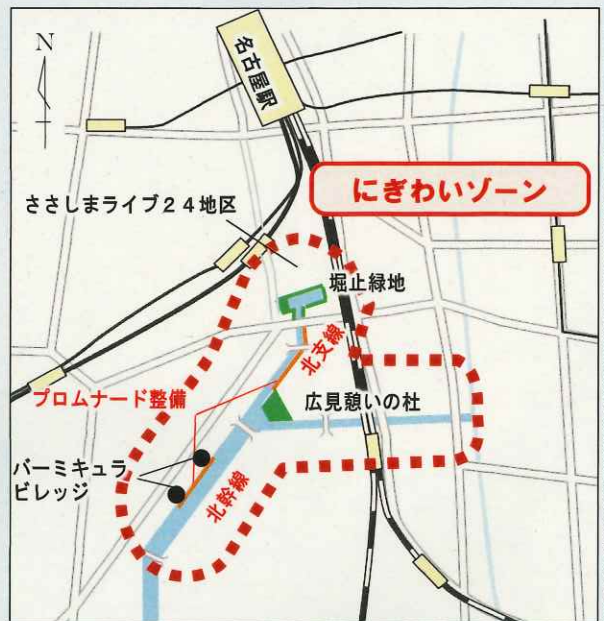 N
名古屋駅
にぎわいゾーン
ささしまライブ24地区
堀止緑地
北支線
プロムナード整備
広見憩いの杜
バーミキュラ
ビレッジ
北幹線